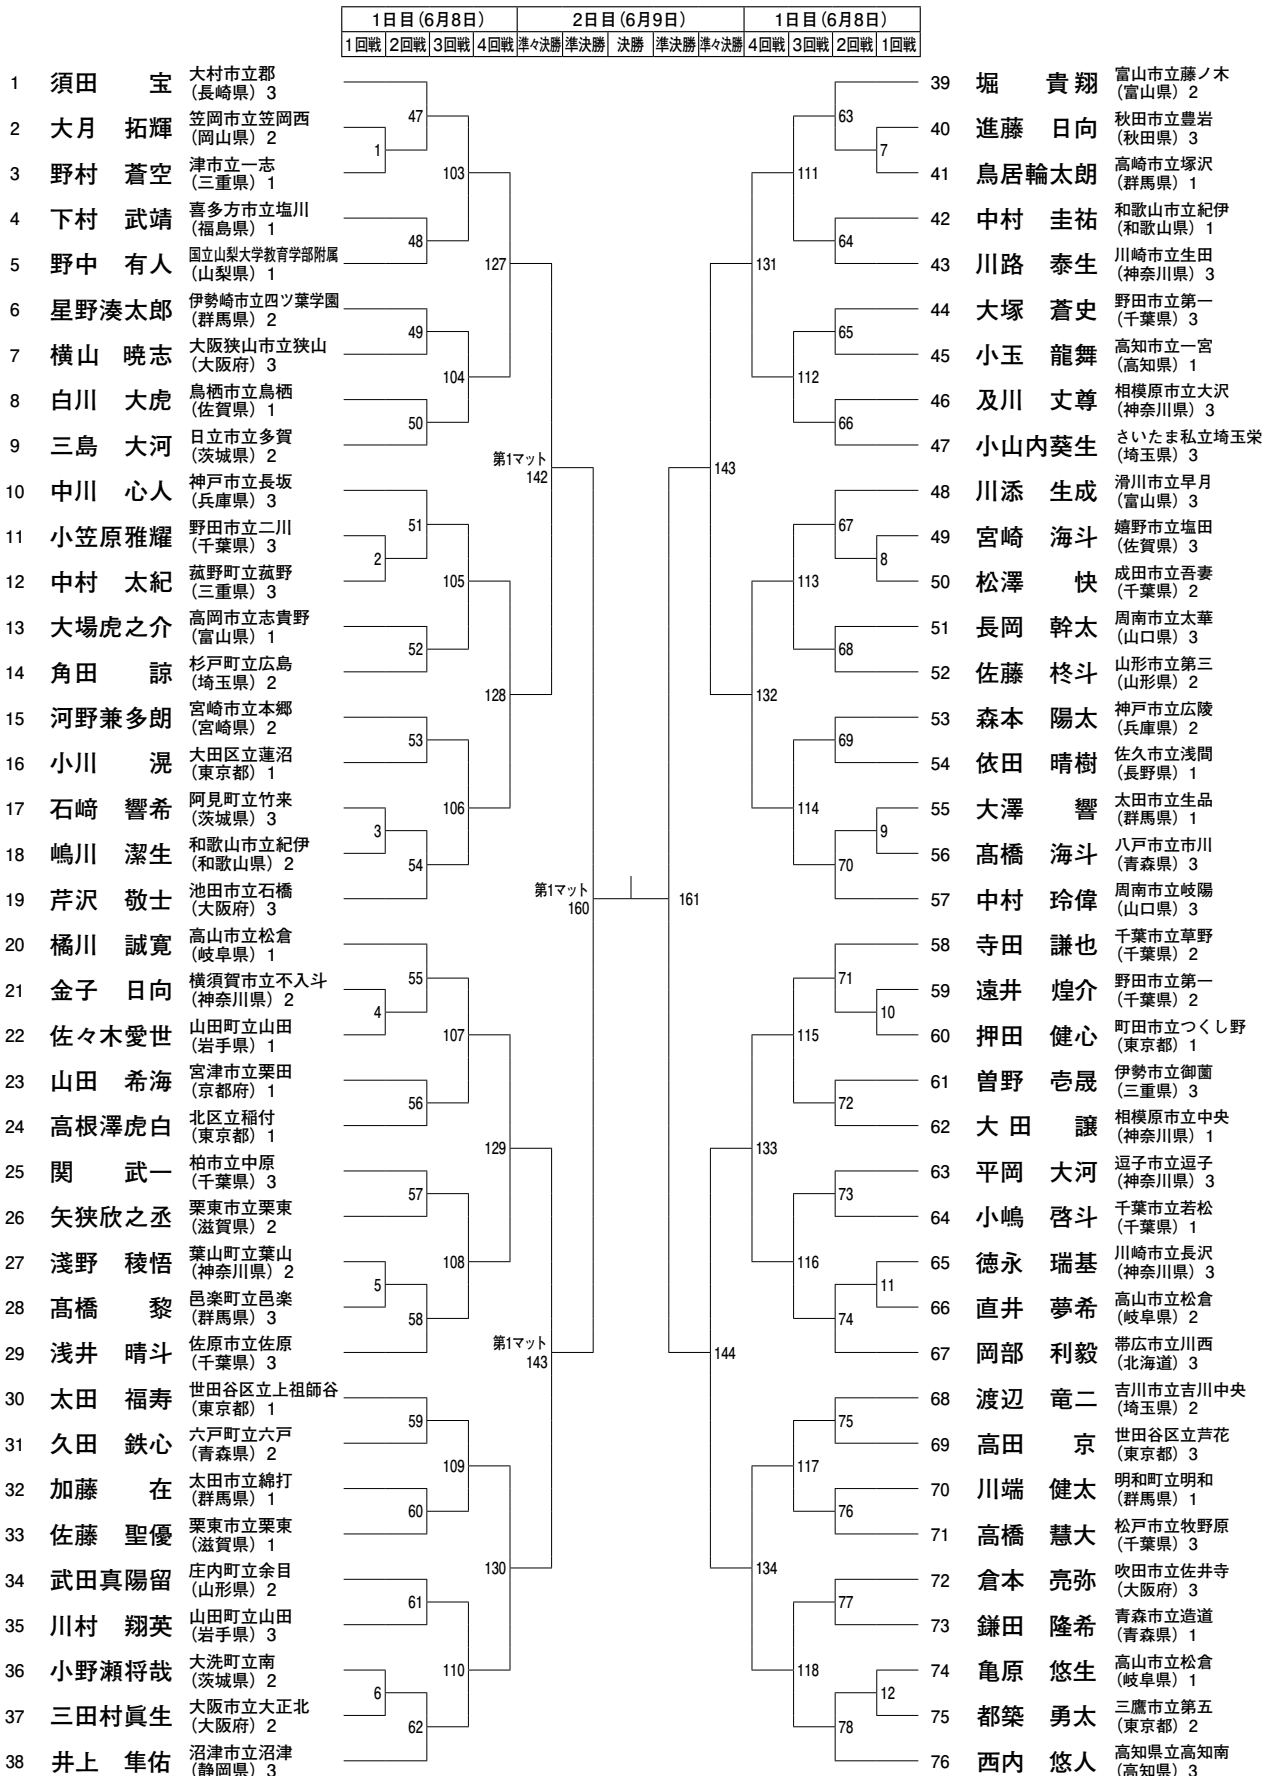 1日目(6月8日) 2日目(6月9日) 1日目(6月8日)
1回戦 2回戦 3回戦 4回戦 準々決勝 準決勝 決勝 準決勝 準々決勝 4回戦 3回戦 2回戦 1回戦
1 須田 宝 大村市立郡
(長崎県) 3
2 大月 拓輝 笠岡市立笠岡西
(岡山県) 2
3 野村 蒼空 津市立一志
(三重県) 1
4 下村 武靖 喜多方市立塩川
(福島県) 1
5 野中 有人 国立山梨大学教育学部附属
(山梨県) 1
6 星野湊太郎 伊勢崎市立四ツ葉学園
(群馬県) 2
7 横山 暁志 大阪狭山市立狭山
(大阪府) 3
8 白川 大虎 鳥栖市立鳥栖
(佐賀県) 1
9 三島 大河 日立市立多賀
(茨城県) 2
10 中川 心人 神戸市立長坂
(兵庫県) 3
11 小笠原雅耀 野田市立二川
(千葉県) 3
12 中村 太紀 菰野町立菰野
(三重県) 3
13 大場虎之介 高岡市立志貴野
(富山県) 1
14 角田 諒 杉戸町立広島
(埼玉県) 2
15 河野兼多朗 宮崎市立本郷
(宮崎県) 2
16 小川 滉 大田区立蓮沼
(東京都) 1
17 石﨑 響希 阿見町立竹来
(茨城県) 3
18 嶋川 潔生 和歌山市立紀伊
(和歌山県) 2
19 芹沢 敬士 池田市立石橋
(大阪府) 3
20 橘川 誠寛 高山市立松倉
(岐阜県) 1
21 金子 日向 横須賀市立不入斗
(神奈川県) 2
22 佐々木愛世 山田町立山田
(岩手県) 1
23 山田 希海 宮津市立栗田
(京都府) 1
24 高根澤虎白 北区立稲付
(東京都) 1
25 関 武一 柏市立中原
(千葉県) 3
26 矢狭欣之丞 栗東市立栗東
(滋賀県) 2
27 淺野 稜悟 葉山町立葉山
(神奈川県) 2
28 髙橋 黎 邑楽町立邑楽
(群馬県) 3
29 浅井 晴斗 佐原市立佐原
(千葉県) 3
30 太田 福寿 世田谷区立上祖師谷
(東京都) 1
31 久田 鉄心 六戸町立六戸
(青森県) 2
32 加藤 在 太田市立綿打
(群馬県) 1
33 佐藤 聖優 栗東市立栗東
(滋賀県) 1
34 武田真陽留 庄内町立余目
(山形県) 2
35 川村 翔英 山田町立山田
(岩手県) 3
36 小野瀬将哉 大洗町立南
(茨城県) 2
37 三田村眞生 大阪市立大正北
(大阪府) 2
38 井上 隼佑 沼津市立沼津
(静岡県) 3
1
2
3
4
5
6
47
48
49
50
51
52
53
54
55
56
57
58
59
60
61
62
103
104
105
106
107
108
109
110
127
128
129
130
第1マット
142
第1マット
143
第1マット
160
161
143
144
131
132
133
134
111
112
113
114
115
116
117
118
63
64
65
66
67
68
69
70
71
72
73
74
75
76
77
78
7
8
9
10
11
12
39 堀 貴翔 富山市立藤ノ木
(富山県) 2
40 進藤 日向 秋田市立豊岩
(秋田県) 3
41 鳥居輪太朗 高崎市立塚沢
(群馬県) 1
42 中村 圭祐 和歌山市立紀伊
(和歌山県) 1
43 川路 泰生 川崎市立生田
(神奈川県) 3
44 大塚 蒼史 野田市立第一
(千葉県) 3
45 小玉 龍舞 高知市立一宮
(高知県) 1
46 及川 丈尊 相模原市立大沢
(神奈川県) 3
47 小山内葵生 さいたま私立埼玉栄
(埼玉県) 3
48 川添 生成 滑川市立早月
(富山県) 3
49 宮崎 海斗 嬉野市立塩田
(佐賀県) 3
50 松澤 快 成田市立吾妻
(千葉県) 2
51 長岡 幹太 周南市立太華
(山口県) 3
52 佐藤 柊斗 山形市立第三
(山形県) 2
53 森本 陽太 神戸市立広陵
(兵庫県) 2
54 依田 晴樹 佐久市立浅間
(長野県) 1
55 大澤 響 太田市立生品
(群馬県) 1
56 髙橋 海斗 八戸市立市川
(青森県) 3
57 中村 玲偉 周南市立岐陽
(山口県) 3
58 寺田 謙也 千葉市立草野
(千葉県) 2
59 遠井 煌介 野田市立第一
(千葉県) 2
60 押田 健心 町田市立つくし野
(東京都) 1
61 曽野 壱晟 伊勢市立御薗
(三重県) 3
62 大田 譲 相模原市立中央
(神奈川県) 1
63 平岡 大河 逗子市立逗子
(神奈川県) 3
64 小嶋 啓斗 千葉市立若松
(千葉県) 1
65 徳永 瑞基 川崎市立長沢
(神奈川県) 3
66 直井 夢希 高山市立松倉
(岐阜県) 2
67 岡部 利毅 帯広市立川西
(北海道) 3
68 渡辺 竜二 吉川市立吉川中央
(埼玉県) 2
69 高田 京 世田谷区立芦花
(東京都) 3
70 川端 健太 明和町立明和
(群馬県) 1
71 高橋 慧大 松戸市立牧野原
(千葉県) 3
72 倉本 亮弥 吹田市立佐井寺
(大阪府) 3
73 鎌田 隆希 青森市立造道
(青森県) 1
74 亀原 悠生 高山市立松倉
(岐阜県) 1
75 都築 勇太 三鷹市立第五
(東京都) 2
76 西内 悠人 高知県立高知南
(高知県) 3